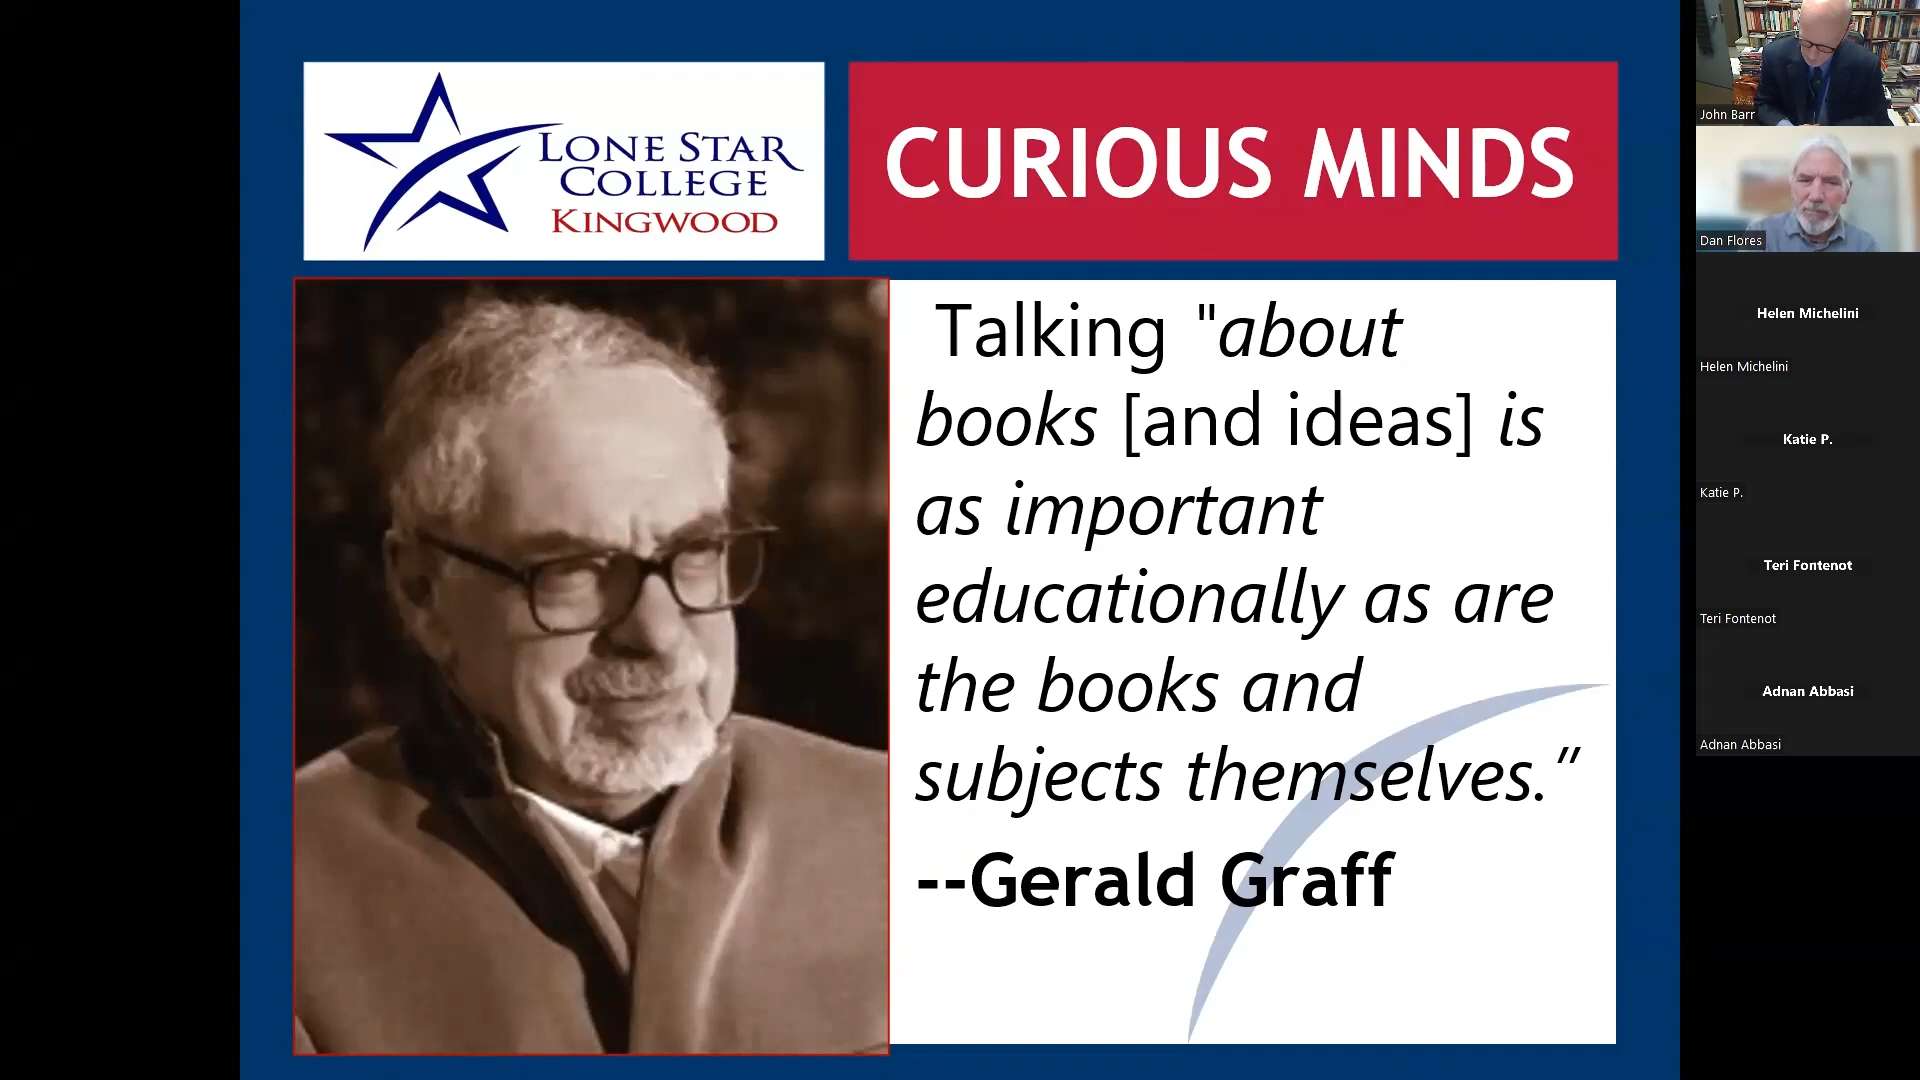 LONE STAR
COLLEGE
KINGWOOD
CURIOUS MINDS
Talking "about
books [and ideas] is
as important
educationally as are
the books and
subjects themselves.”
--Gerald Graff
John Barr
Dan Flores
Helen Michelini
Helen Michelini
Katie P.
Katie P.
Teri Fontenot
Teri Fontenot
Adnan Abbasi
Adnan Abbasi